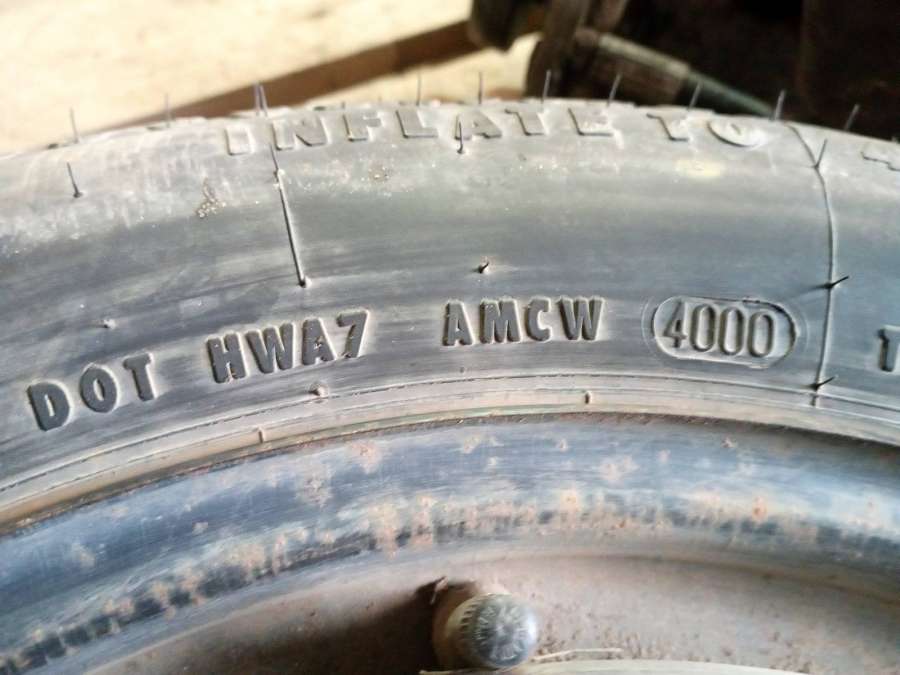 INFLATE TO
DOT HWA7 AMCW 4000